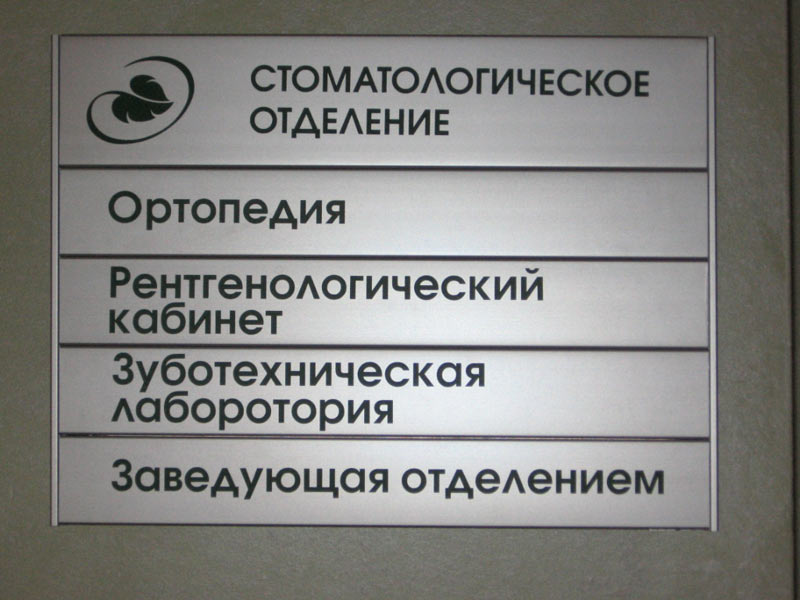 СТОМАТОЛОГИЧЕСКОЕ
ОТДЕЛЕНИЕ
Ортопедия
Рентгенологический
кабинет
Зуботехническая
лаборотория
Заведующая отделением